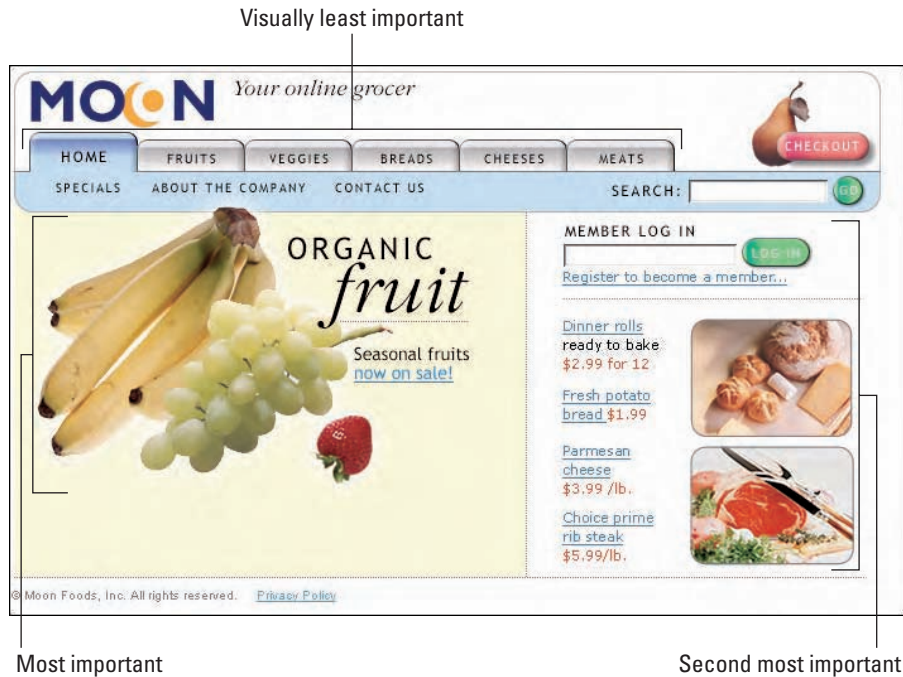 Visually least important
MOON Your online grocer
CHECKOUT
HOME FRUITS VEGGIES BREADS CHEESES MEATS
SPECIALS ABOUT THE COMPANY CONTACT US SEARCH: GO
ORGANIC
fruit
Seasonal fruits
now on sale!
MEMBER LOG IN
LOG-IN
Register to become a member...
Dinner rolls
ready to bake
$2.99 for 12
Fresh potato
bread $1.99
Parmesan
cheese
$3.99 /lb.
Choice prime
rib steak
$5.99/lb.
© Moon Foods, Inc. All rights reserved. Privacy Policy
Most important
Second most important